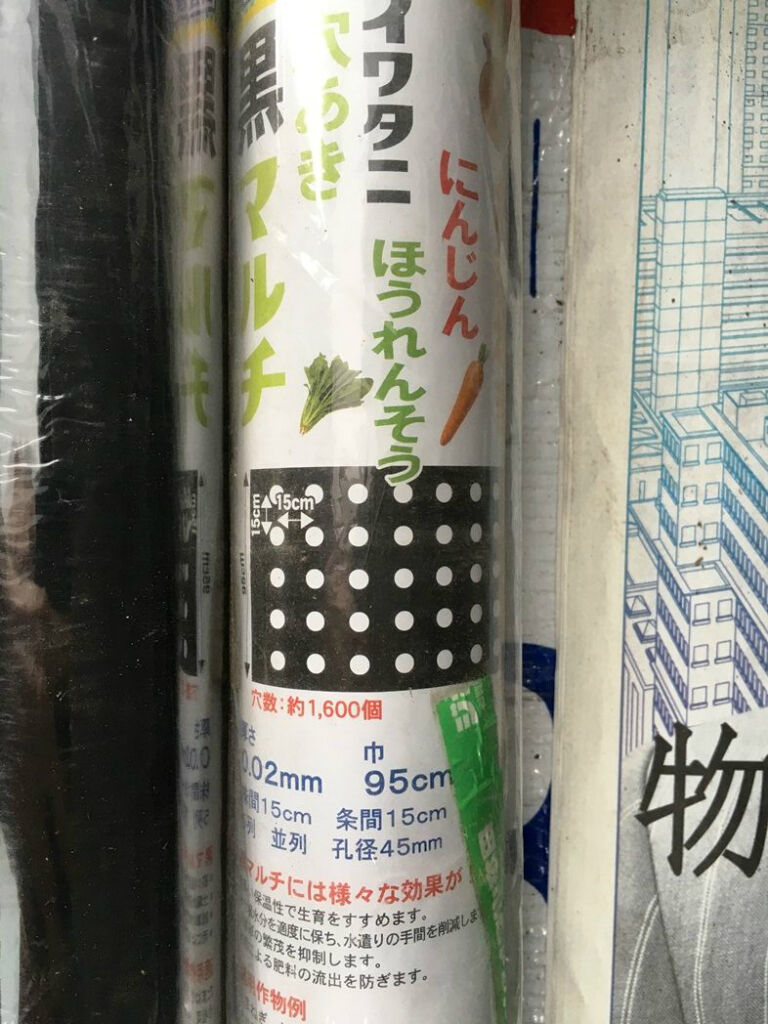 イワタニ
穴あき
黒マルチ
にんじん
ほうれんそう
15cm
15cm
95cm
穴数:約1,600個
厚さ
0.02mm
巾
95cm
間15cm 条間15cm
列 並列 孔径45mm
マルチには様々な効果が
保温性で生育をすすめます。
水分を適度に保ち、水遣りの手間を削減しま
の繁茂を抑制します。
よる肥料の流出を防ぎます。
作物例
物